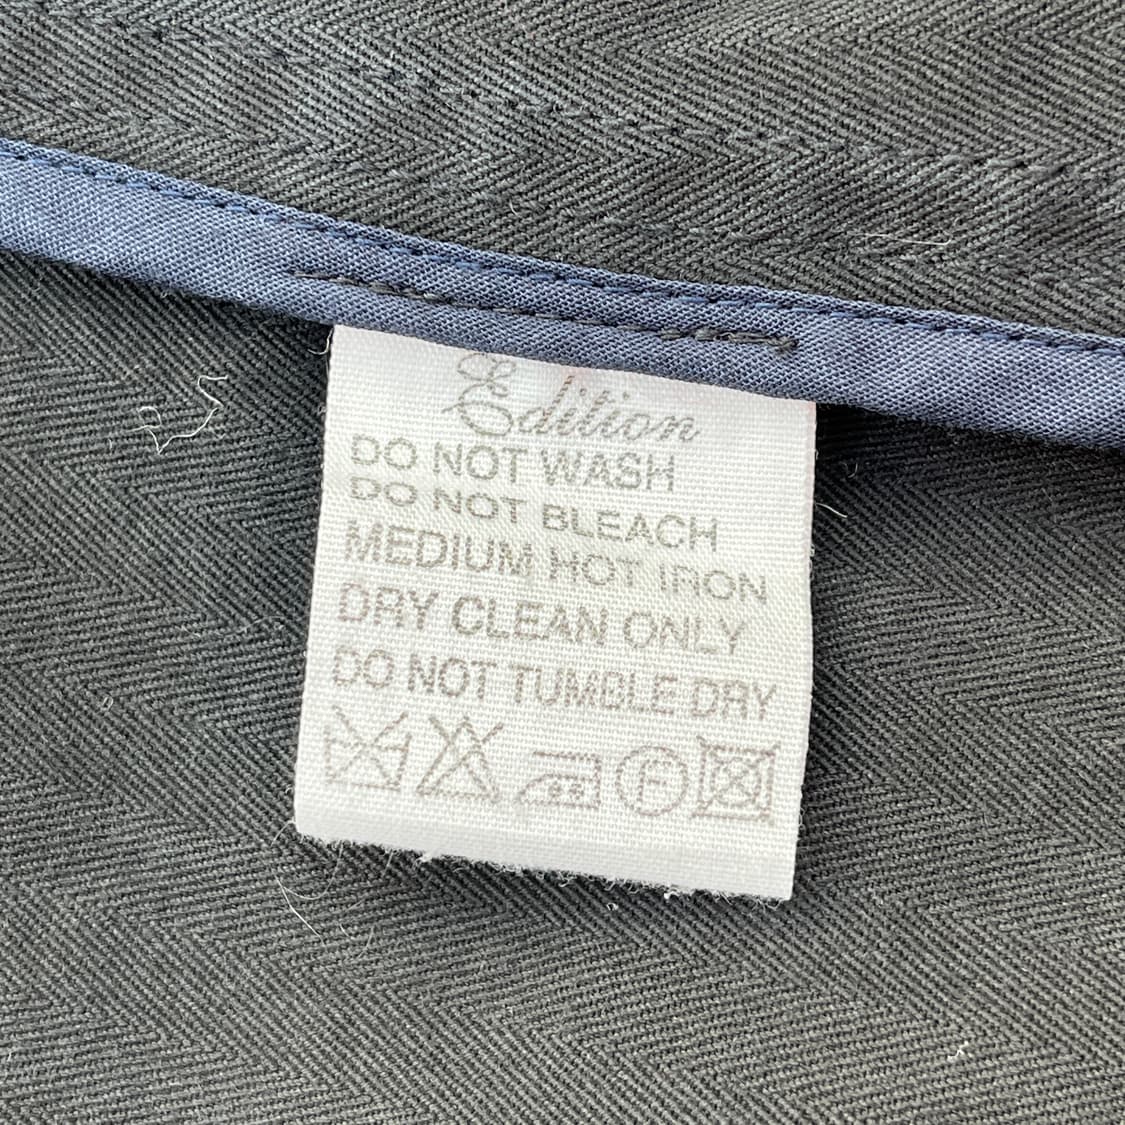 Edition
DO NOT WASH
DO NOT BLEACH
MEDIUM HOT IRON
DRY CLEAN ONLY
DO NOT TUMBLE DRY
F